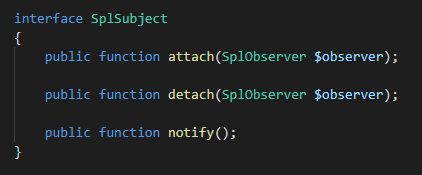 interface SplSubject
{
    public function attach(SplObserver $observer);
    public function detach(SplObserver $observer);
    public function notify();
}